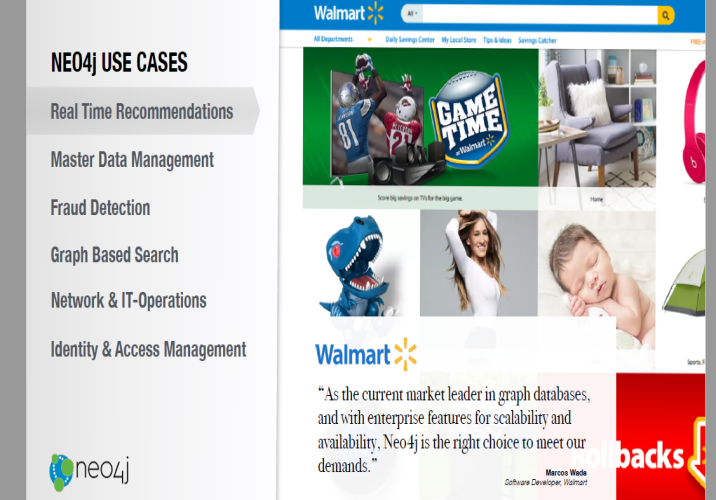 NEO4j USE CASES
Real Time Recommendations
Master Data Management
Fraud Detection
Graph Based Search
Network & IT-Operations
Identity & Access Management
neo4j
Walmart
All
All Departments
Daily Savings Center
My Local Store
Tips & Ideas
Savings Catcher
FREE
81
GAME
TIME
BY Walmart
Score big savings on TVs for the big game.
Home
Sports, F
Walmart
“As the current market leader in graph databases,
and with enterprise features for scalability and
availability, Neo4j is the right choice to meet our
demands.”
Marcos Wada
Software Developer, Walmart
Rollbacks